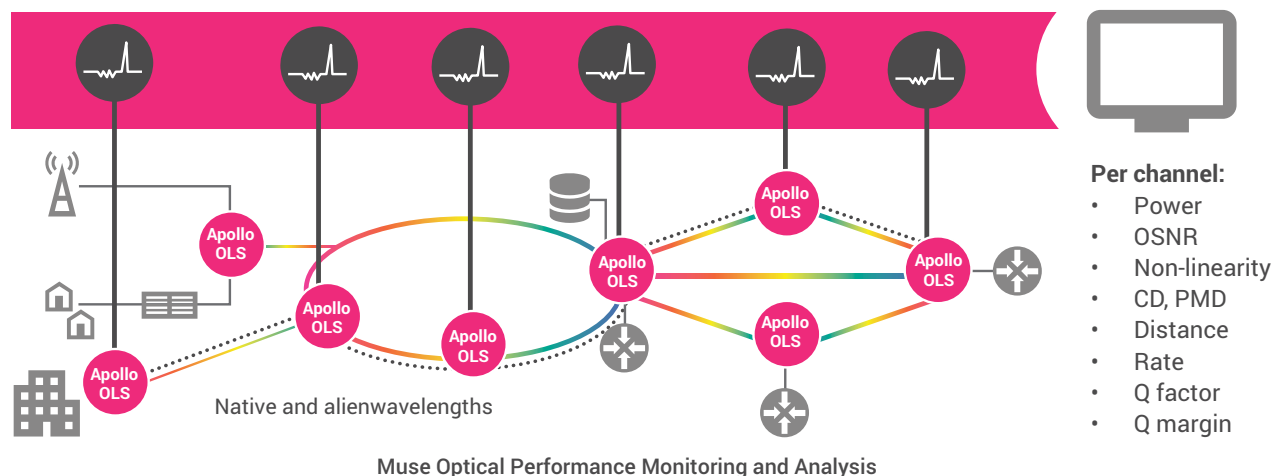 Apollo
OLS
Apollo
OLS
Apollo
OLS
Apollo
OLS
Apollo
OLS
Apollo
OLS
Apollo
OLS
Apollo
OLS
Native and alienwavelengths
Per channel:
• Power
• OSNR
• Non-linearity
• CD, PMD
• Distance
• Rate
• Q factor
• Q margin
Muse Optical Performance Monitoring and Analysis